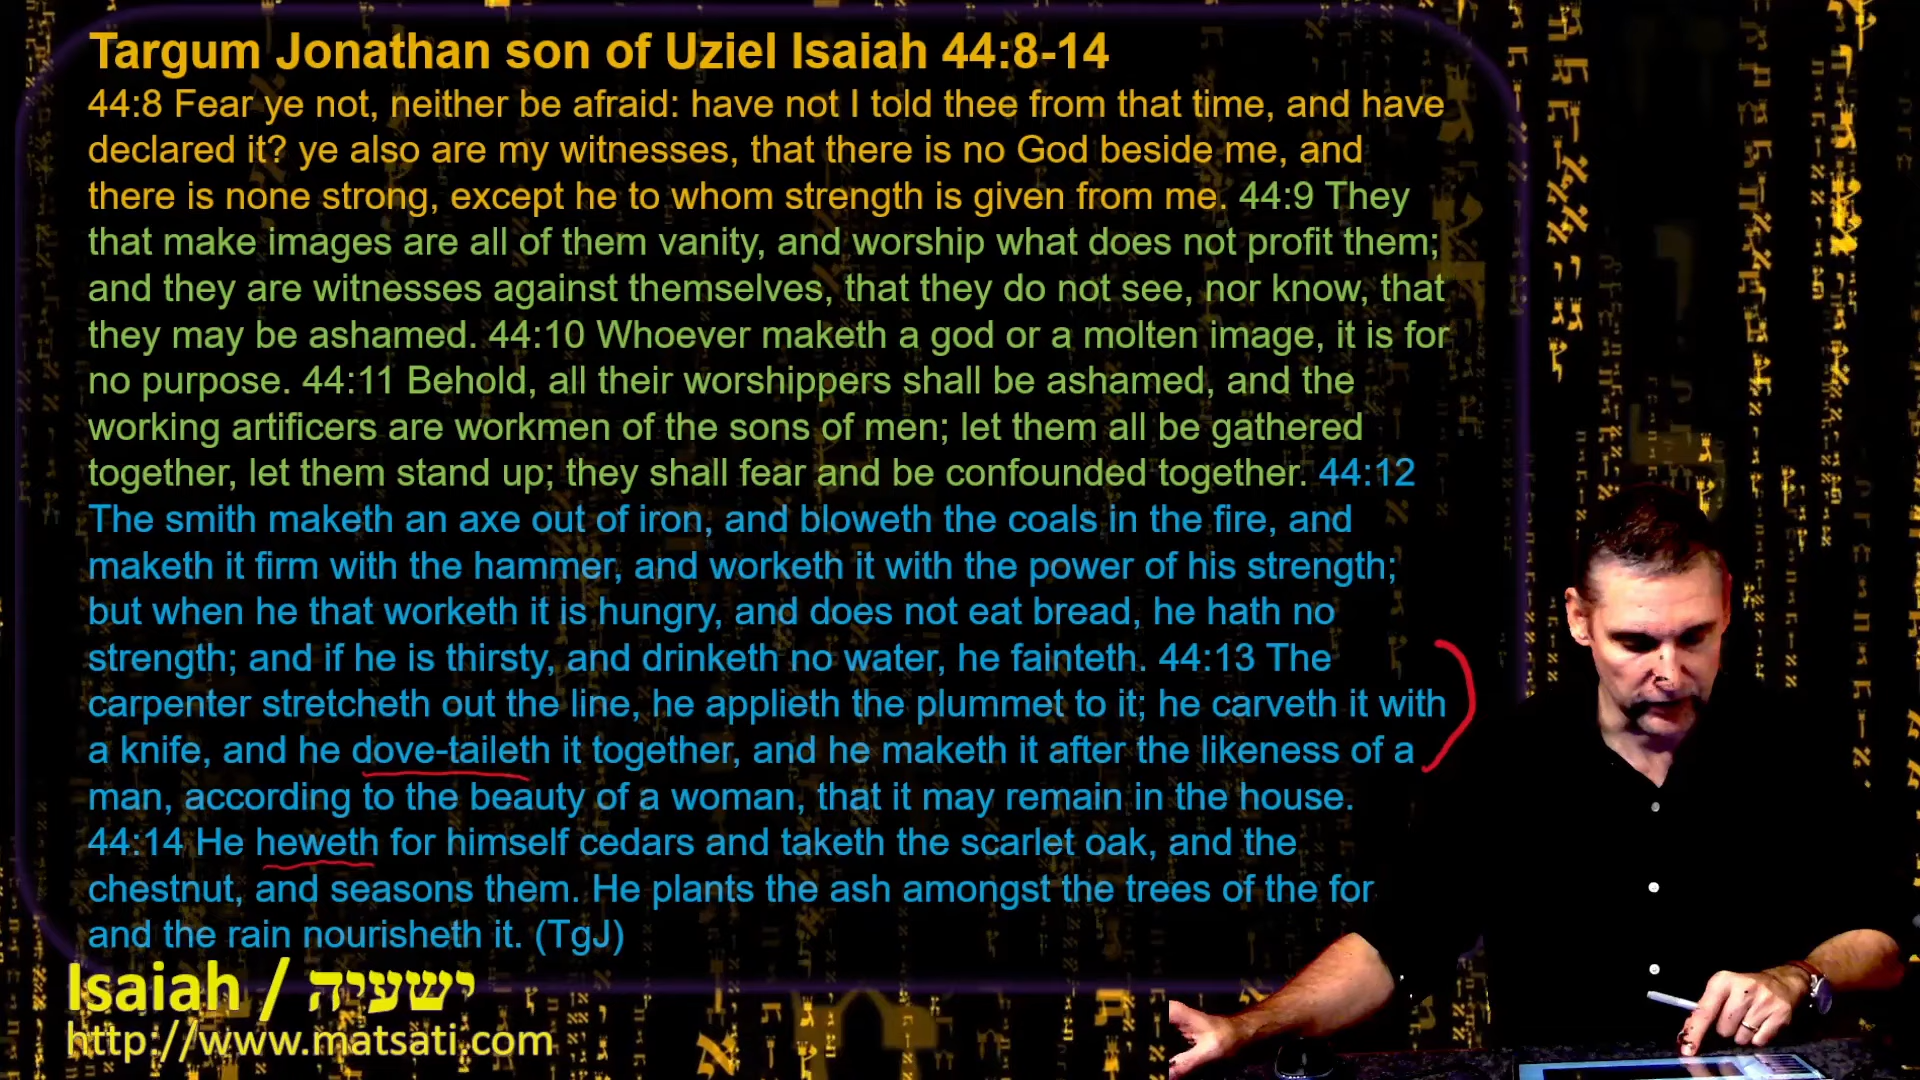 Targum Jonathan son of Uziel Isaiah 44:8-14
44:8 Fear ye not, neither be afraid: have not I told thee from that time, and have
declared it? ye also are my witnesses, that there is no God beside me, and
there is none strong, except he to whom strength is given from me. 44:9 They
that make images are all of them vanity, and worship what does not profit them;
and they are witnesses against themselves, that they do not see, nor know, that
they may be ashamed. 44:10 Whoever maketh a god or a molten image, it is for
no purpose. 44:11 Behold, all their worshippers shall be ashamed, and the
working artificers are workmen of the sons of men; let them all be gathered
together, let them stand up; they shall fear and be confounded together. 44:12
The smith maketh an axe out of iron, and bloweth the coals in the fire, and
maketh it firm with the hammer, and worketh it with the power of his strength;
but when he that worketh it is hungry, and does not eat bread, he hath no
strength; and if he is thirsty, and drinketh no water, he fainteth. 44:13 The
carpenter stretcheth out the line, he applieth the plummet to it; he carveth it with
a knife, and he dove-taileth it together, and he maketh it after the likeness of a
man, according to the beauty of a woman, that it may remain in the house.
44:14 He heweth for himself cedars and taketh the scarlet oak, and the
chestnut, and seasons them. He plants the ash amongst the trees of the for
and the rain nourisheth it. (TgJ)
Isaiah / ישעיה
http://www.matsati.com